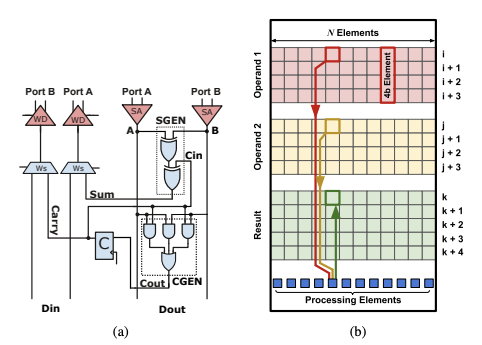 Port B Port A
Port A
Port B
WD
WD
SA
SA
A
B
SGEN
Cin
Ws
Ws
Sum
Carry
C
Cout
CGEN
Din
Dout
(a)
N Elements
Operand 1
4b Element
i
i + 1
i + 2
i + 3
Operand 2
j
j + 1
j + 2
j + 3
Result
k
k + 1
k + 2
k + 3
k + 4
Processing Elements
(b)